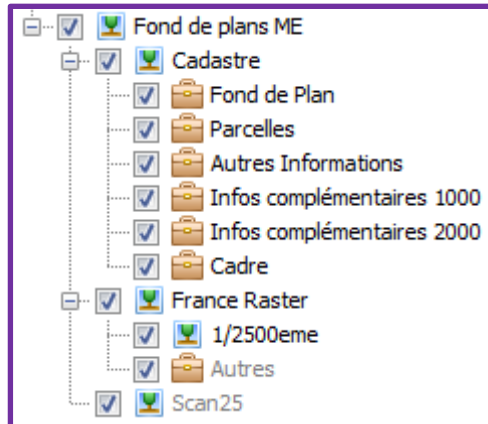 Fond de plans ME
Cadastre
Fond de Plan
Parcelles
Autres Informations
Infos complémentaires 1000
Infos complémentaires 2000
Cadre
France Raster
1/2500eme
Autres
Scan25